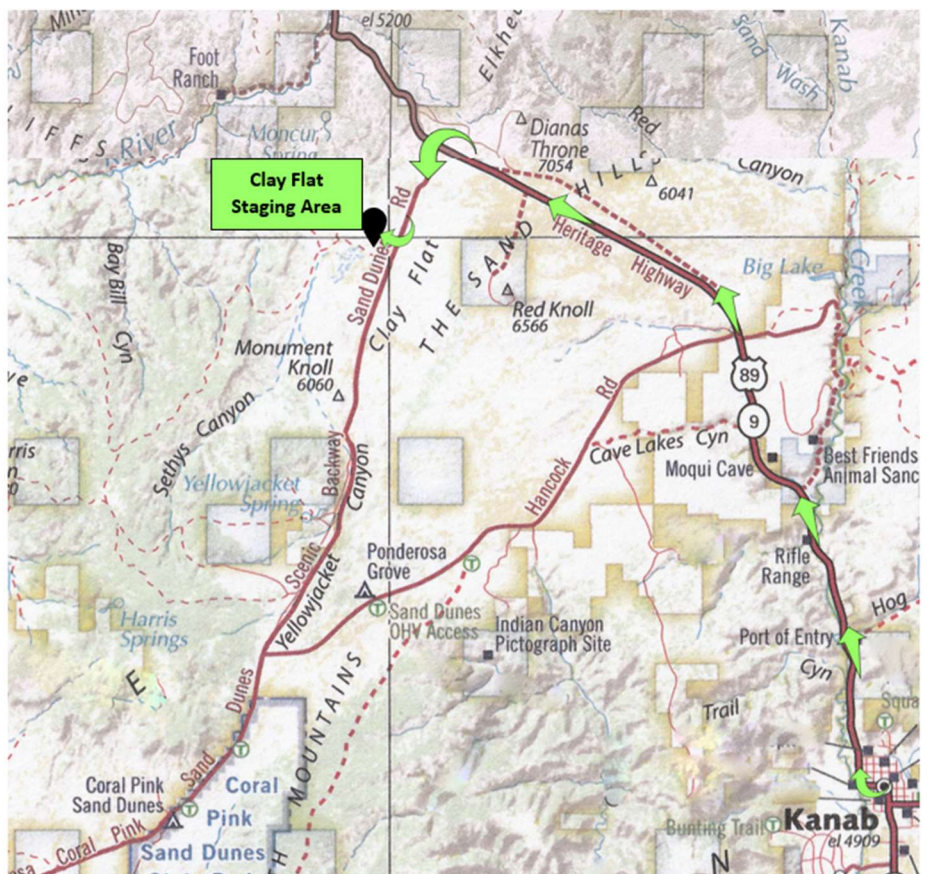 el 5200
Foot
Ranch
Elkhe
Sand
Wash
Kanab
IFFS
River
Moncur's
Spring
Dianas
Throne
7054
Red
Canyon
HILLS
6041
Clay Flat
Staging Area
Rd
Heritage
Highway
Big Lake
Creek
Bay Bill
Cyn
Sand Dune
Clay Flat
THE SAND
Red Knoll
6566
Monument
Knoll
6060
Rd
89
9
Sethys Canyon
Cave Lakes Cyn
Moqui Cave
Best Friends
Animal Sanc
Yellowjacket
Spring
Backway
Canyon
Hancock
Scenic
Yellowjacket
Ponderosa
Grove
Rifle
Range
Sand Dunes
OHV Access
Indian Canyon
Pictograph Site
Hog
Port of Entry
Cyn
Harris
Springs
E
Dunes
MOUNTAINS
Trail
Squa
Sand
Coral Pink
Sand Dunes
Coral
Pink
Sand Dunes
Coral Pink
Bunting Trail
Kanab
el 4909
H
N